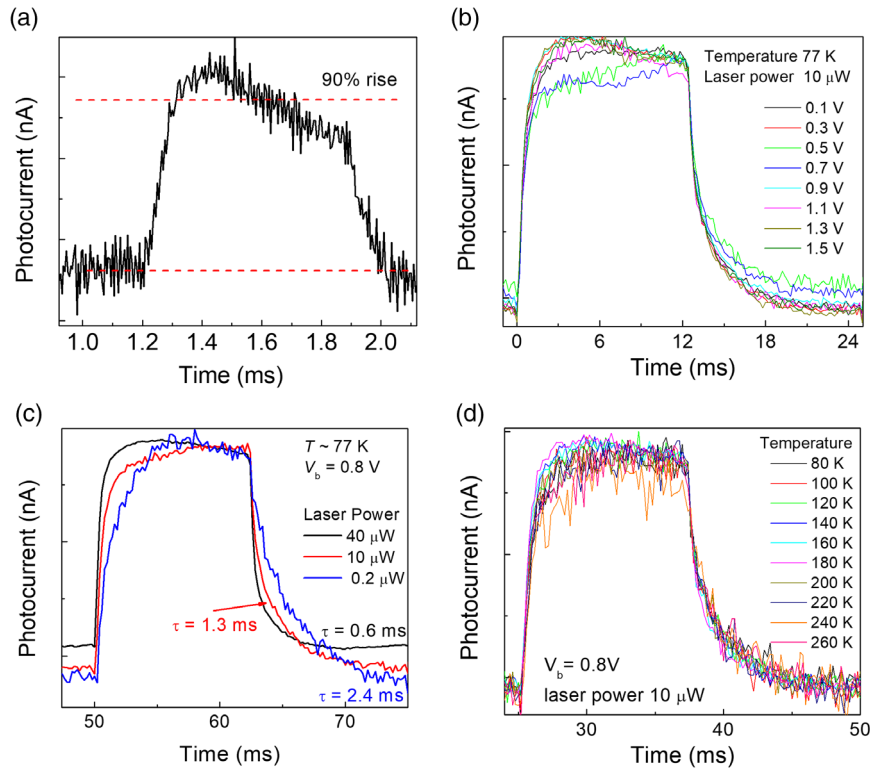 (a)
90% rise
Photocurrent (nA)
1.0 1.2 1.4 1.6 1.8 2.0
Time (ms)
(b)
Temperature 77 K
Laser power 10 μW
0.1 V
0.3 V
0.5 V
0.7 V
0.9 V
1.1 V
1.3 V
1.5 V
Photocurrent (nA)
0 6 12 18 24
Time (ms)
(c)
T ~ 77 K
Vb = 0.8 V
Laser Power
40 μW
10 μW
0.2 μW
τ = 1.3 ms
τ = 0.6 ms
τ = 2.4 ms
Photocurrent (nA)
50 60 70
Time (ms)
(d)
Temperature
80 K
100 K
120 K
140 K
160 K
180 K
200 K
220 K
240 K
260 K
Vb = 0.8V
laser power 10 μW
Photocurrent (nA)
30 40 50
Time (ms)